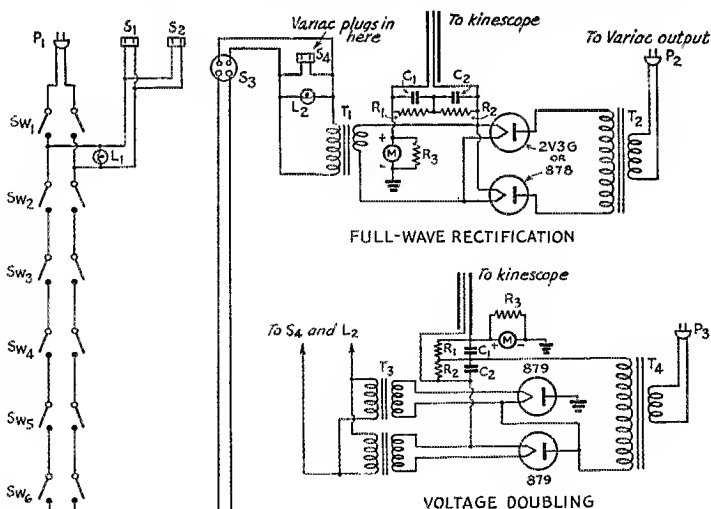 P1
S1
S2
Variac plugs in
here
S4
To kinescope
To Variac output
P2
S3
C1
C2
L2
T1
R1
R2
T2
SW1
L1
+
M
-
R3
2V3G
OR
878
SW2
FULL-WAVE RECTIFICATION
SW3
To kinescope
R3
To S4 and L2
+
M
-
P3
R1
C1
SW4
T3
R2
C2
879
T4
SW5
SW6
879
VOLTAGE DOUBLING